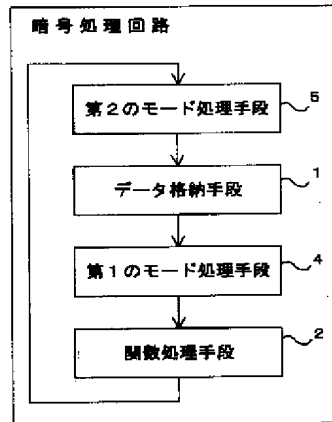 暗号処理回路
5
第2のモード処理手段
1
データ格納手段
4
第1のモード処理手段
2
関数処理手段